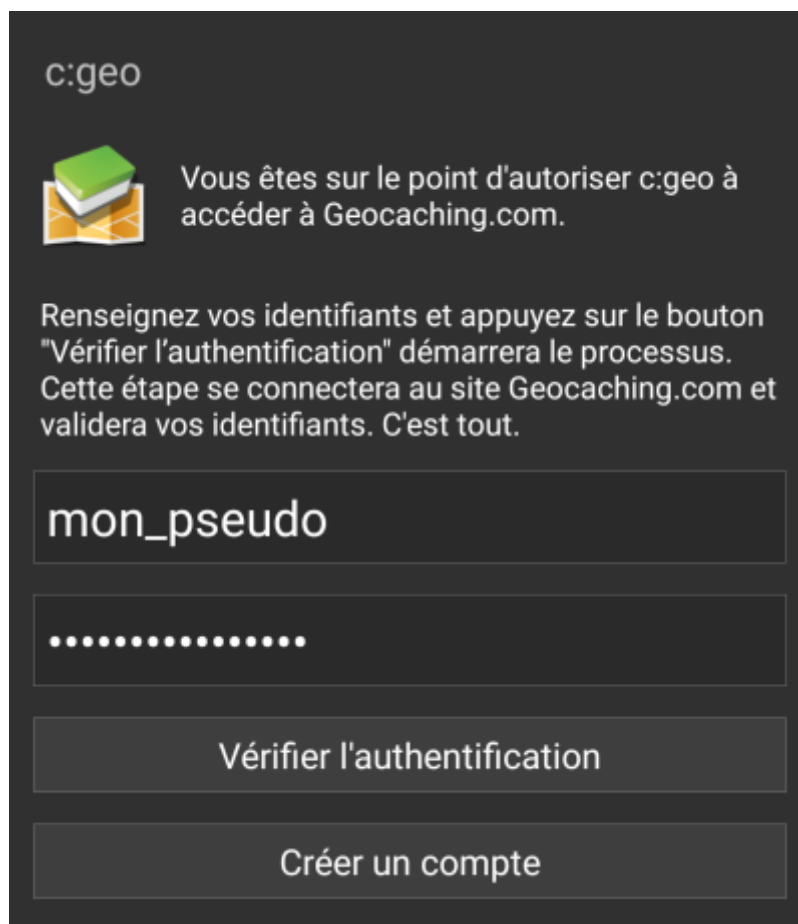 c:geo
Vous êtes sur le point d'autoriser c:geo à
accéder à Geocaching.com.
Renseignez vos identifiants et appuyez sur le bouton
"Vérifier l'authentification" démarrera le processus.
Cette étape se connectera au site Geocaching.com et
validera vos identifiants. C'est tout.
mon_pseudo
••••••••••••••••
Vérifier l'authentification
Créer un compte